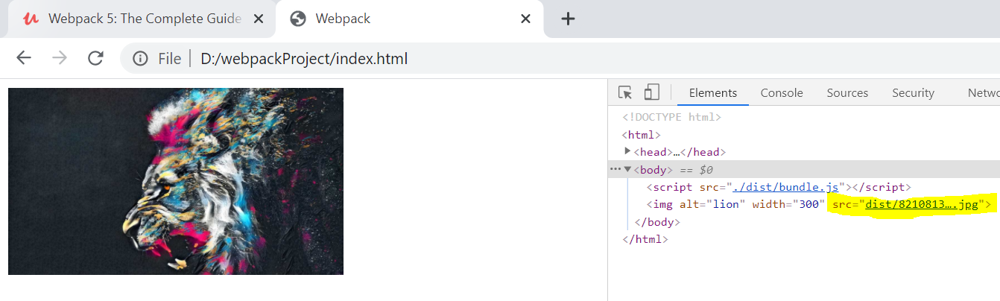 Webpack 5: The Complete Guide
Webpack
File D:/webpackProject/index.html
Elements Console Sources Security Netwo
<!DOCTYPE html>
<html>
<head>…</head>
<body> == $0
<script src="./dist/bundle.js"></script>
<img alt="lion" width="300" src="dist/8210813….jpg">
</body>
</html>